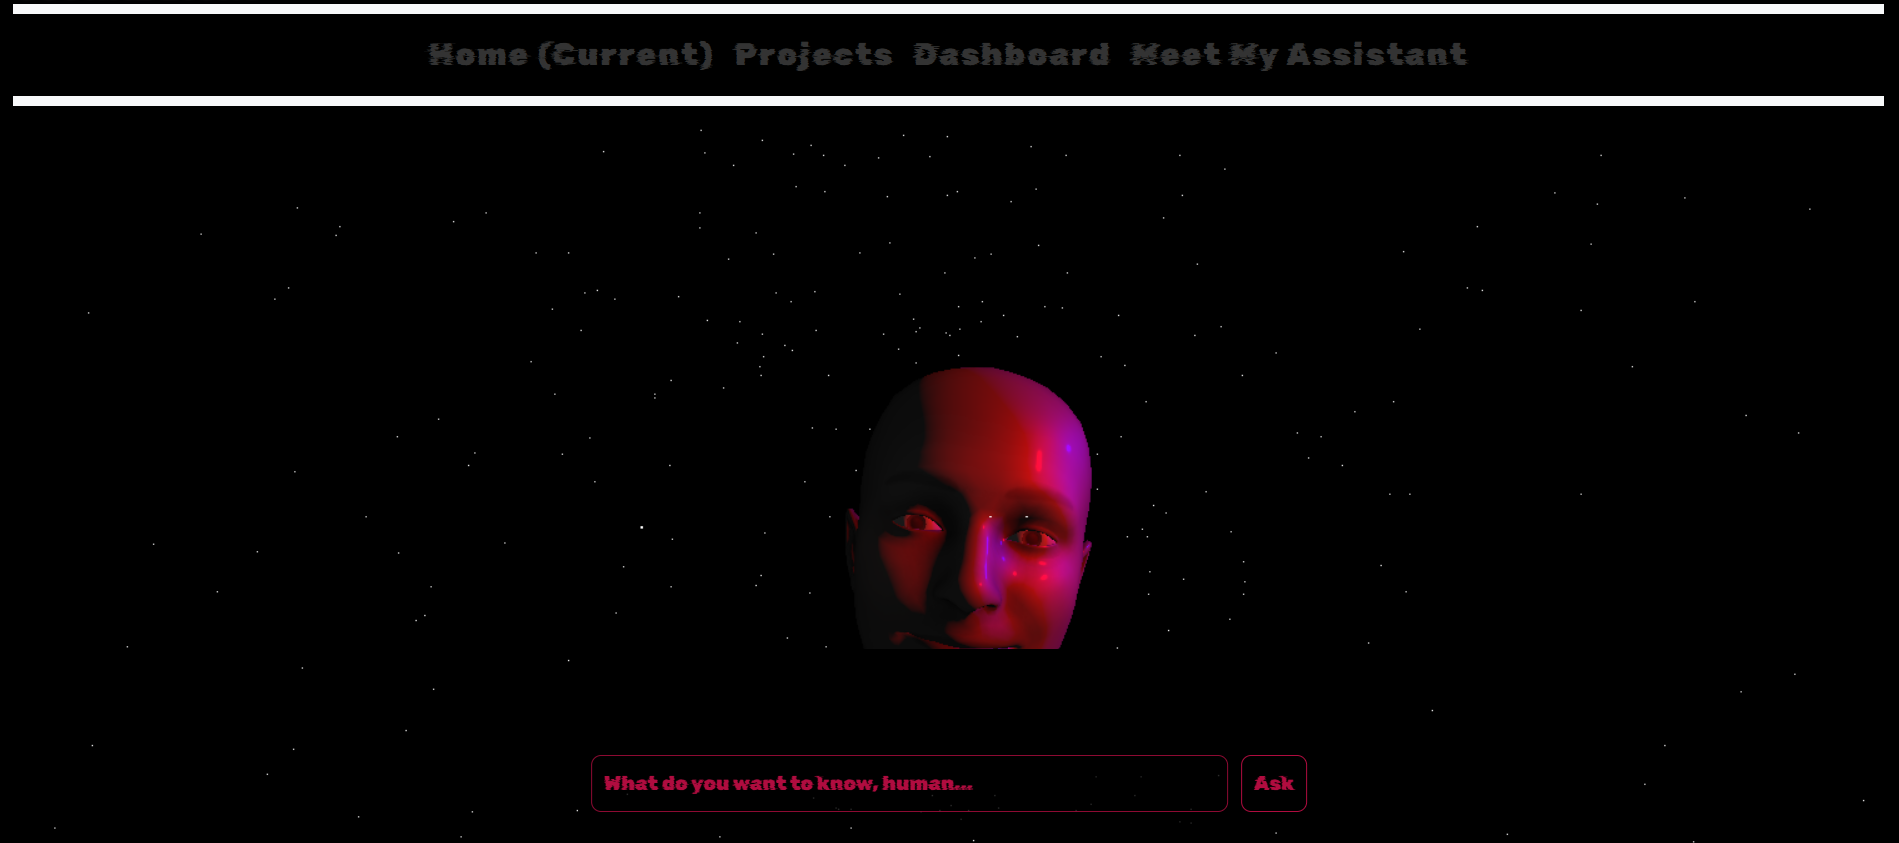 Home (Current) Projects Dashboard Meet My Assistant
What do you want to know, human... Ask